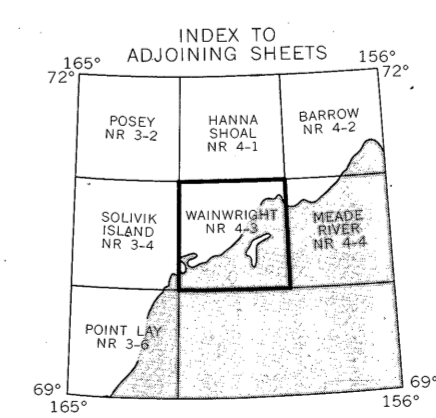 INDEX TO
ADJOINING SHEETS
165°
156°
72°
72°
POSEY
NR 3-2
HANNA
SHOAL
NR 4-1
BARROW
NR 4-2
SOLIVIK
ISLAND
NR 3-4
WAINWRIGHT
NR 4-3
MEADE
RIVER
NR 4-4
POINT LAY
NR 3-6
69°
69°
165°
156°